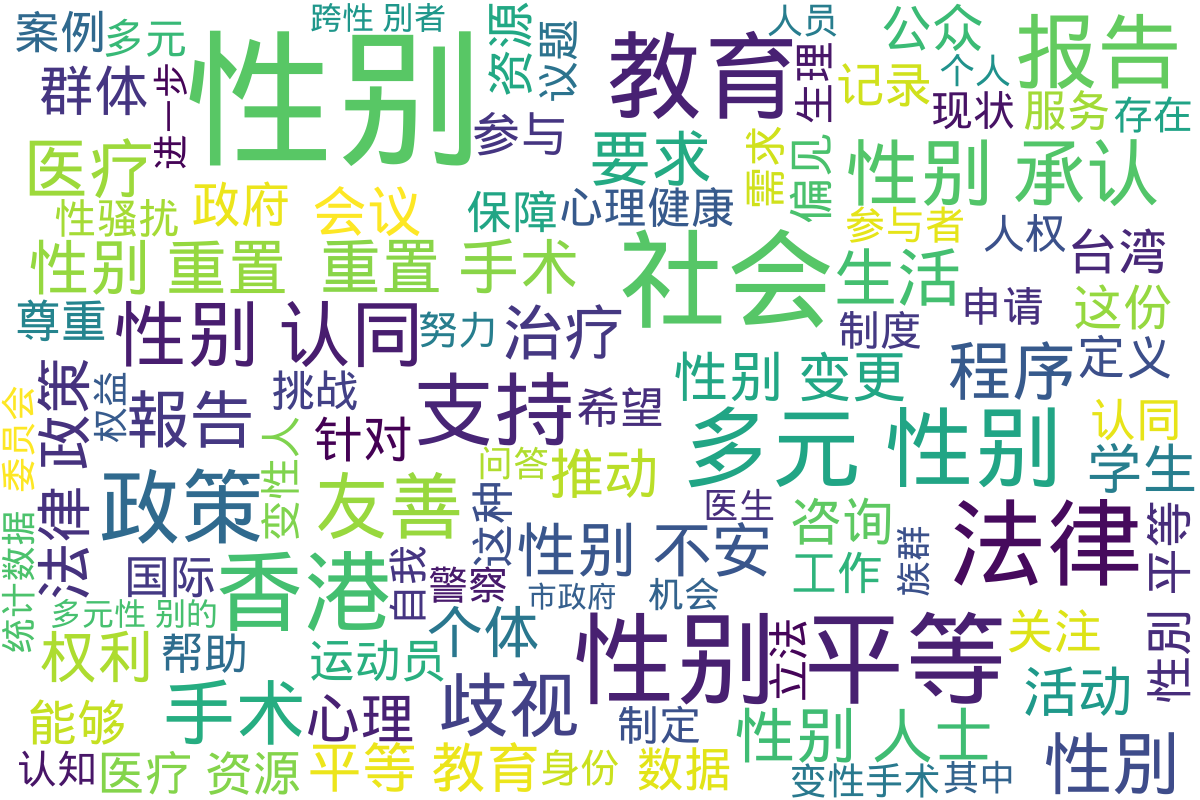 案例
多元
跨性 別者
资源
议题
人员
公众
报告
群体
进一步
性别
参与
教育
生理
记录
个人
现状
服务
存在
医疗
要求
需求
偏见
性别 承认
性骚扰
政府
会议
保障
心理健康
参与者
人权
台湾
性别 重置
重置 手术
社会
生活
申请
这份
尊重
性别 认同
努力
治疗
制度
程序
定义
政策
权益
委员会
報告
挑战
支持
希望
性别 变更
认同
针对
多元 性别
学生
变性人
问答
推动
法律 政策
政策
友善
这种
医生
咨询
法律
平等
统计数据
国际
香港
自我
警察
性别 不安
工作
族群
市政府
机会
多元性 别的
个体
性别平等
立法
关注
性别
权利
帮助
运动员
能够
手术
心理
歧视
制定
活动
性别 人士
性別
认知
医疗 资源
平等 教育
身份
数据
变性手术
其中